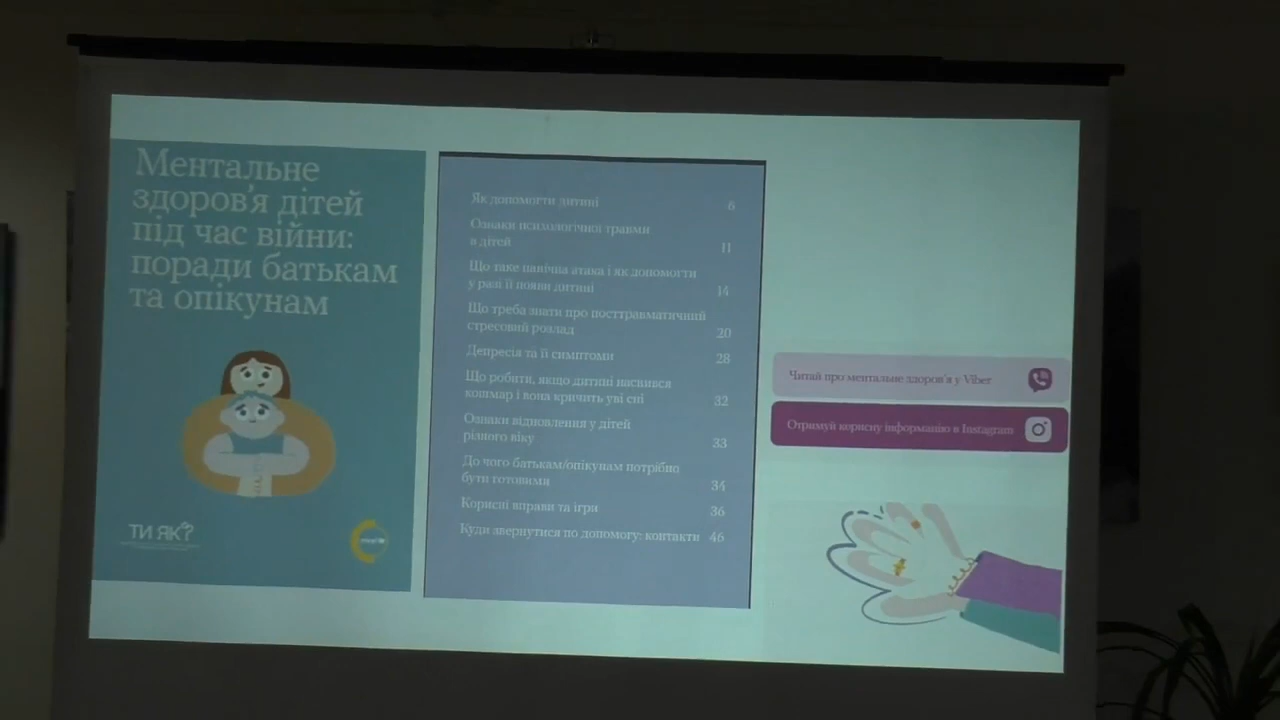 Ментальне
здоров'я дітей
під час війни:
поради батькам
та опікунам
ТИ ЯК?
Як допомогти дитині 6
Ознаки психологічної травми
в дітей 11
Що таке панічна атака і як допомогти
у разі її появи дитині 14
Що треба знати про посттравматичний
стресовий розлад 20
Депресія та її симптоми 28
Що робити, якщо дитині наснився
кошмар і вона кричить уві сні 32
Ознаки відновлення у дітей
різного віку 33
До чого батькам/опікунам потрібно
бути готовими 34
Корисні вправи та ігри 36
Куди звернутися по допомогу: контакти 46
Читай про ментальне здоров'я у Viber
Отримуй корисну інформацію в Instagram